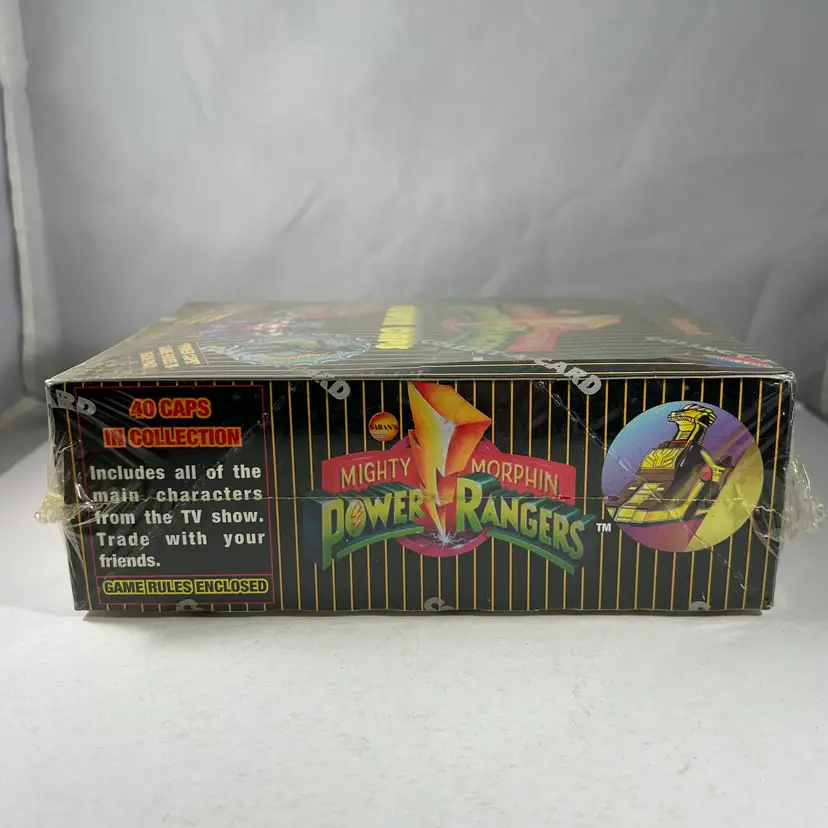 CARD
40 CAPS
IN COLLECTION
Includes all of the
main characters
from the TV show.
Trade with your
friends.
GAME RULES ENCLOSED
SABAN'S
MIGHTY MORPHIN
POWER RANGERS
TM